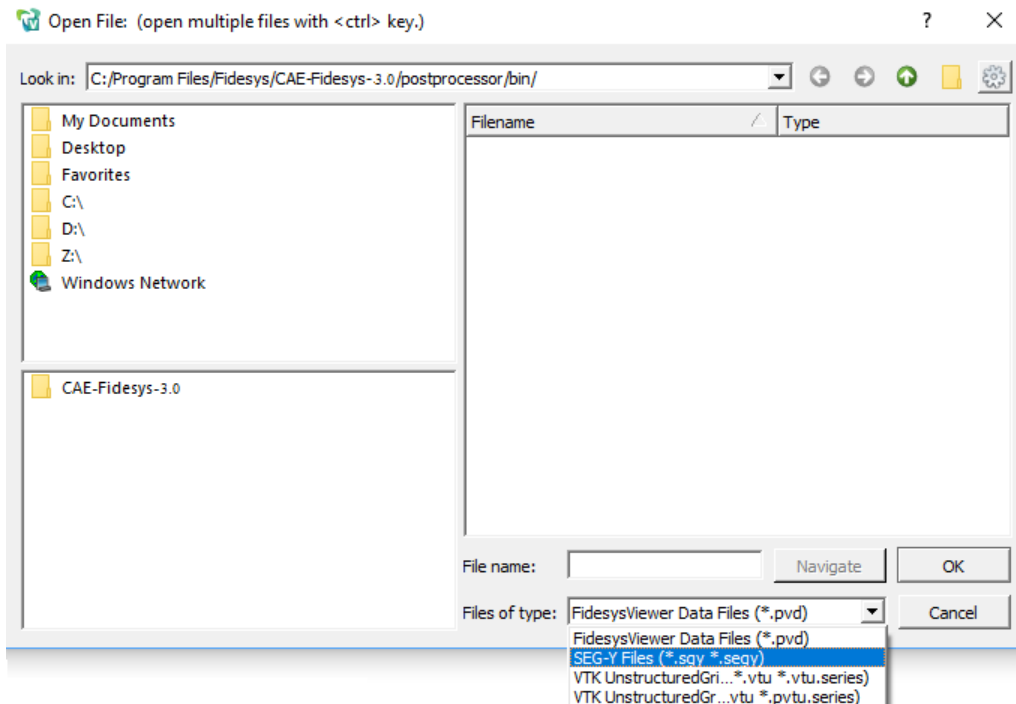 Open File: (open multiple files with <ctrl> key.)
?
Look in: C:/Program Files/Fidesys/CAE-Fidesys-3.0/postprocessor/bin/
My Documents
Desktop
Favorites
C:\
D:\
Z:\
Windows Network
CAE-Fidesys-3.0
Filename Type
File name: Navigate OK
Files of type: FidesysViewer Data Files (*.pvd) Cancel
FidesysViewer Data Files (*.pvd)
SEG-Y Files (*.sgy *.segy)
VTK UnstructuredGri...*.vtu *.vtu.series)
VTK UnstructuredGr...vtu *.pvtu.series)